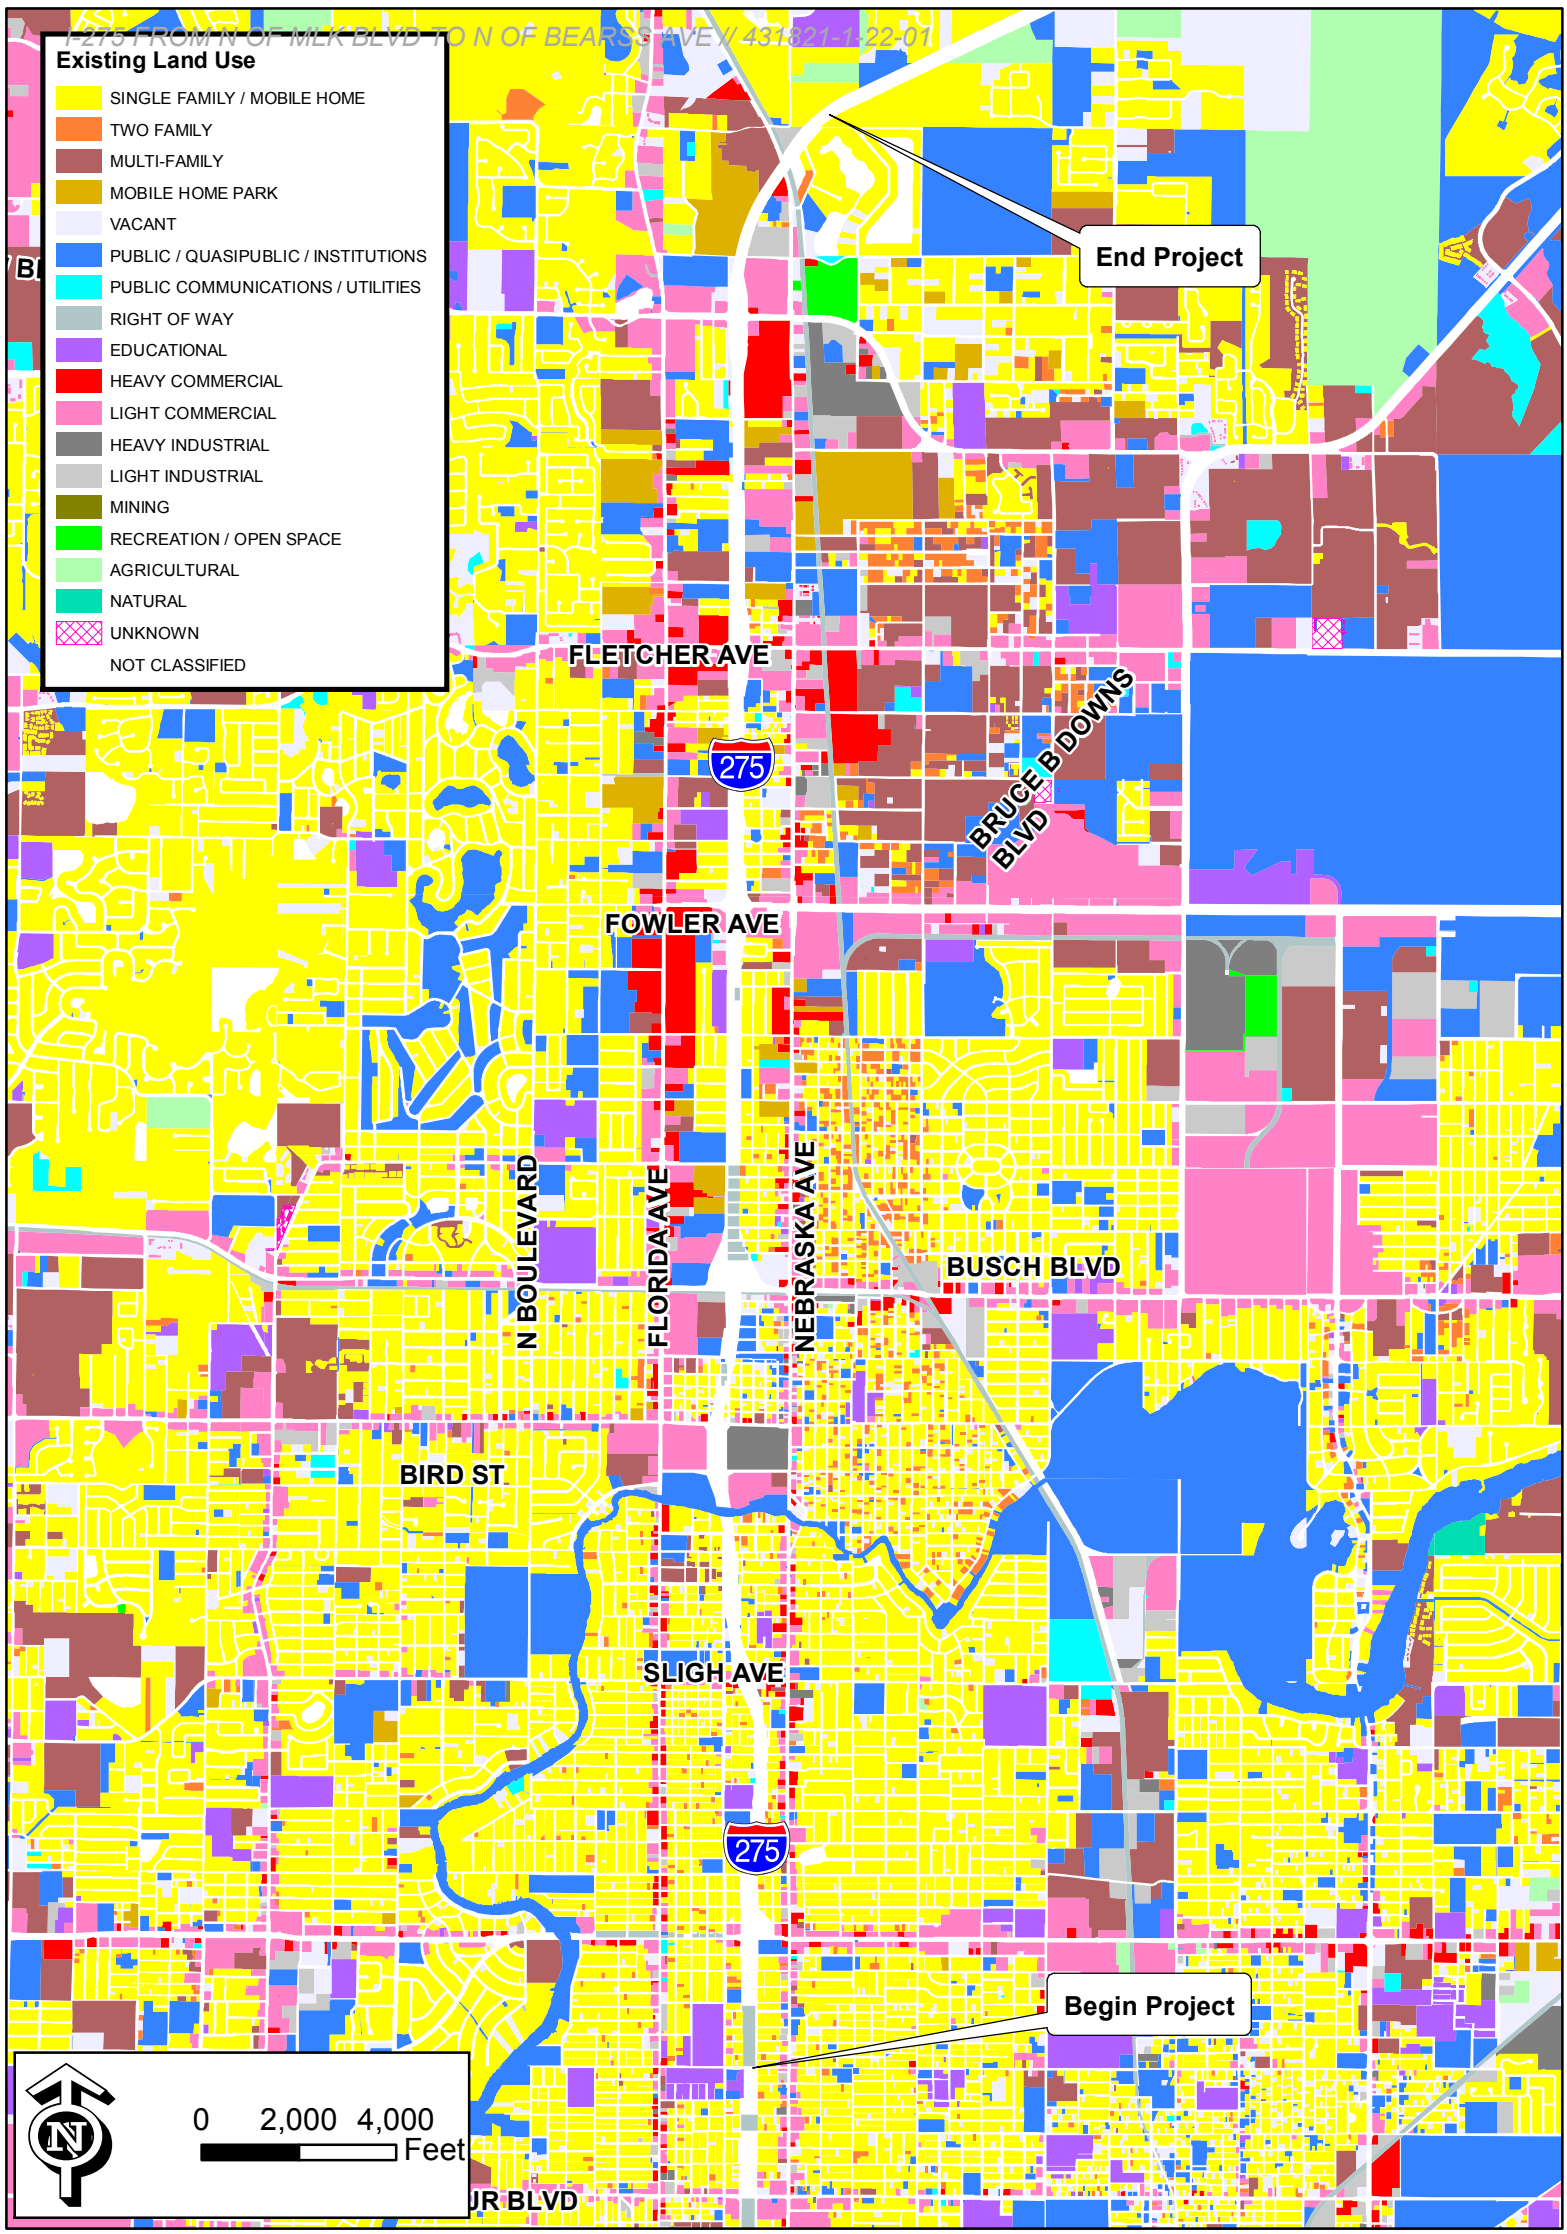 I-275 FROM N OF MLK BLVD TO N OF BEARSS AVE // 431821-1-22-01
Existing Land Use
SINGLE FAMILY / MOBILE HOME
TWO FAMILY
MULTI-FAMILY
MOBILE HOME PARK
VACANT
PUBLIC / QUASIPUBLIC / INSTITUTIONS
PUBLIC COMMUNICATIONS / UTILITIES
RIGHT OF WAY
EDUCATIONAL
HEAVY COMMERCIAL
LIGHT COMMERCIAL
HEAVY INDUSTRIAL
LIGHT INDUSTRIAL
MINING
RECREATION / OPEN SPACE
AGRICULTURAL
NATURAL
UNKNOWN
NOT CLASSIFIED
End Project
FLETCHER AVE
275
BRUCE B DOWNS
BLVD
FOWLER AVE
N BOULEVARD
FLORIDA AVE
NEBRASKA AVE
BUSCH BLVD
BIRD ST
SLIGH AVE
275
Begin Project
N
0 2,000 4,000
Feet
JR BLVD